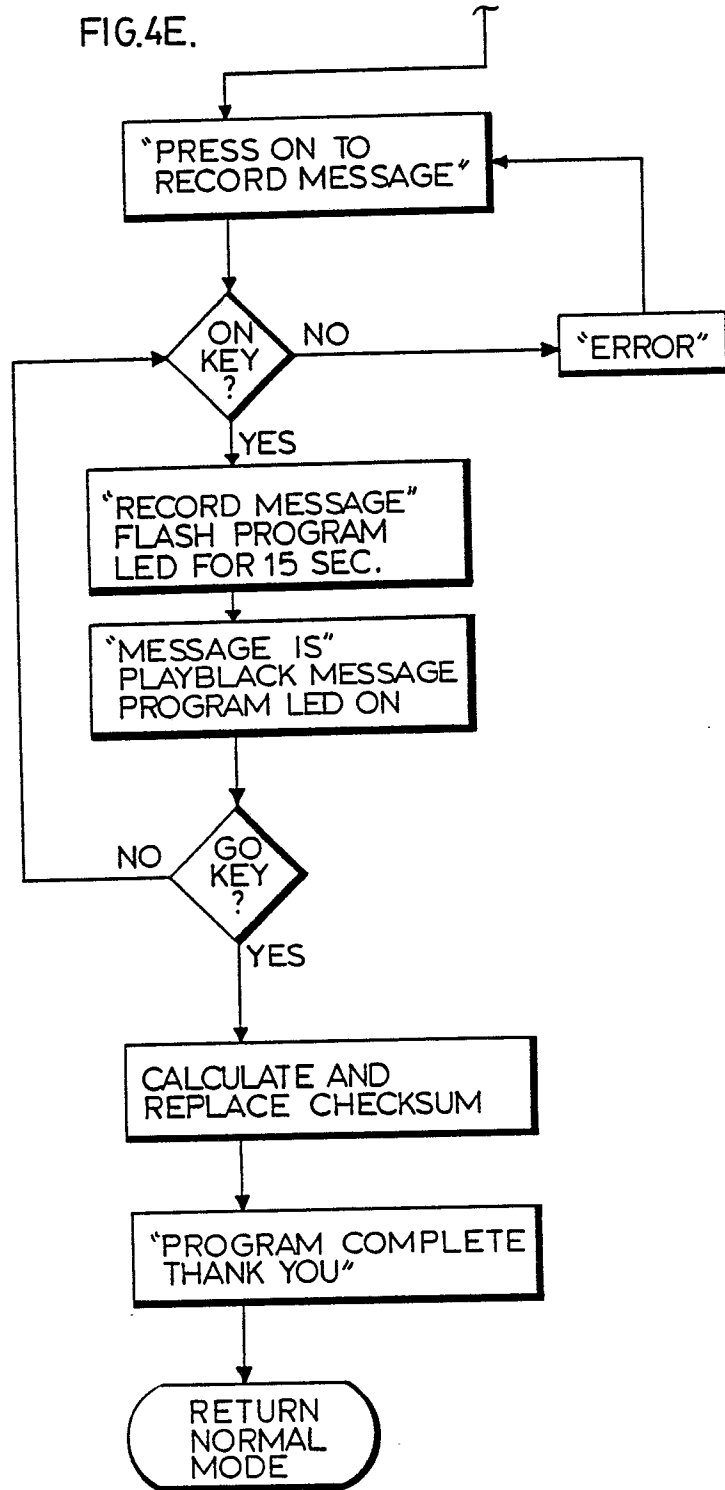 FIG.4E.
"PRESS ON TO
RECORD MESSAGE"
ON
KEY
?
NO
"ERROR"
YES
"RECORD MESSAGE"
FLASH PROGRAM
LED FOR 15 SEC.
"MESSAGE IS"
PLAYBLACK MESSAGE
PROGRAM LED ON
GO
KEY
?
NO
YES
CALCULATE AND
REPLACE CHECKSUM
"PROGRAM COMPLETE
THANK YOU"
RETURN
NORMAL
MODE